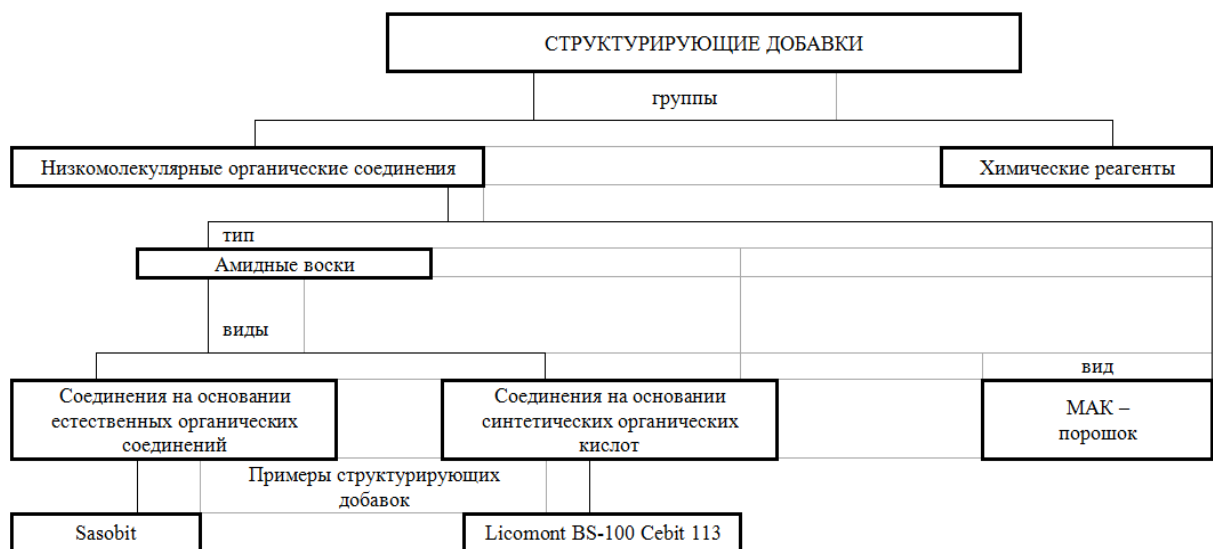 СТРУКТУРИРУЮЩИЕ ДОБАВКИ
группы
Низкомолекулярные органические соединения
Химические реагенты
тип
Амидные воски
виды
вид
Соединения на основании
естественных органических
соединений
Соединения на основании
синтетических органических
кислот
МАК –
порошок
Примеры структурирующих
добавок
Sasobit
Licomont BS-100 Cebit 113